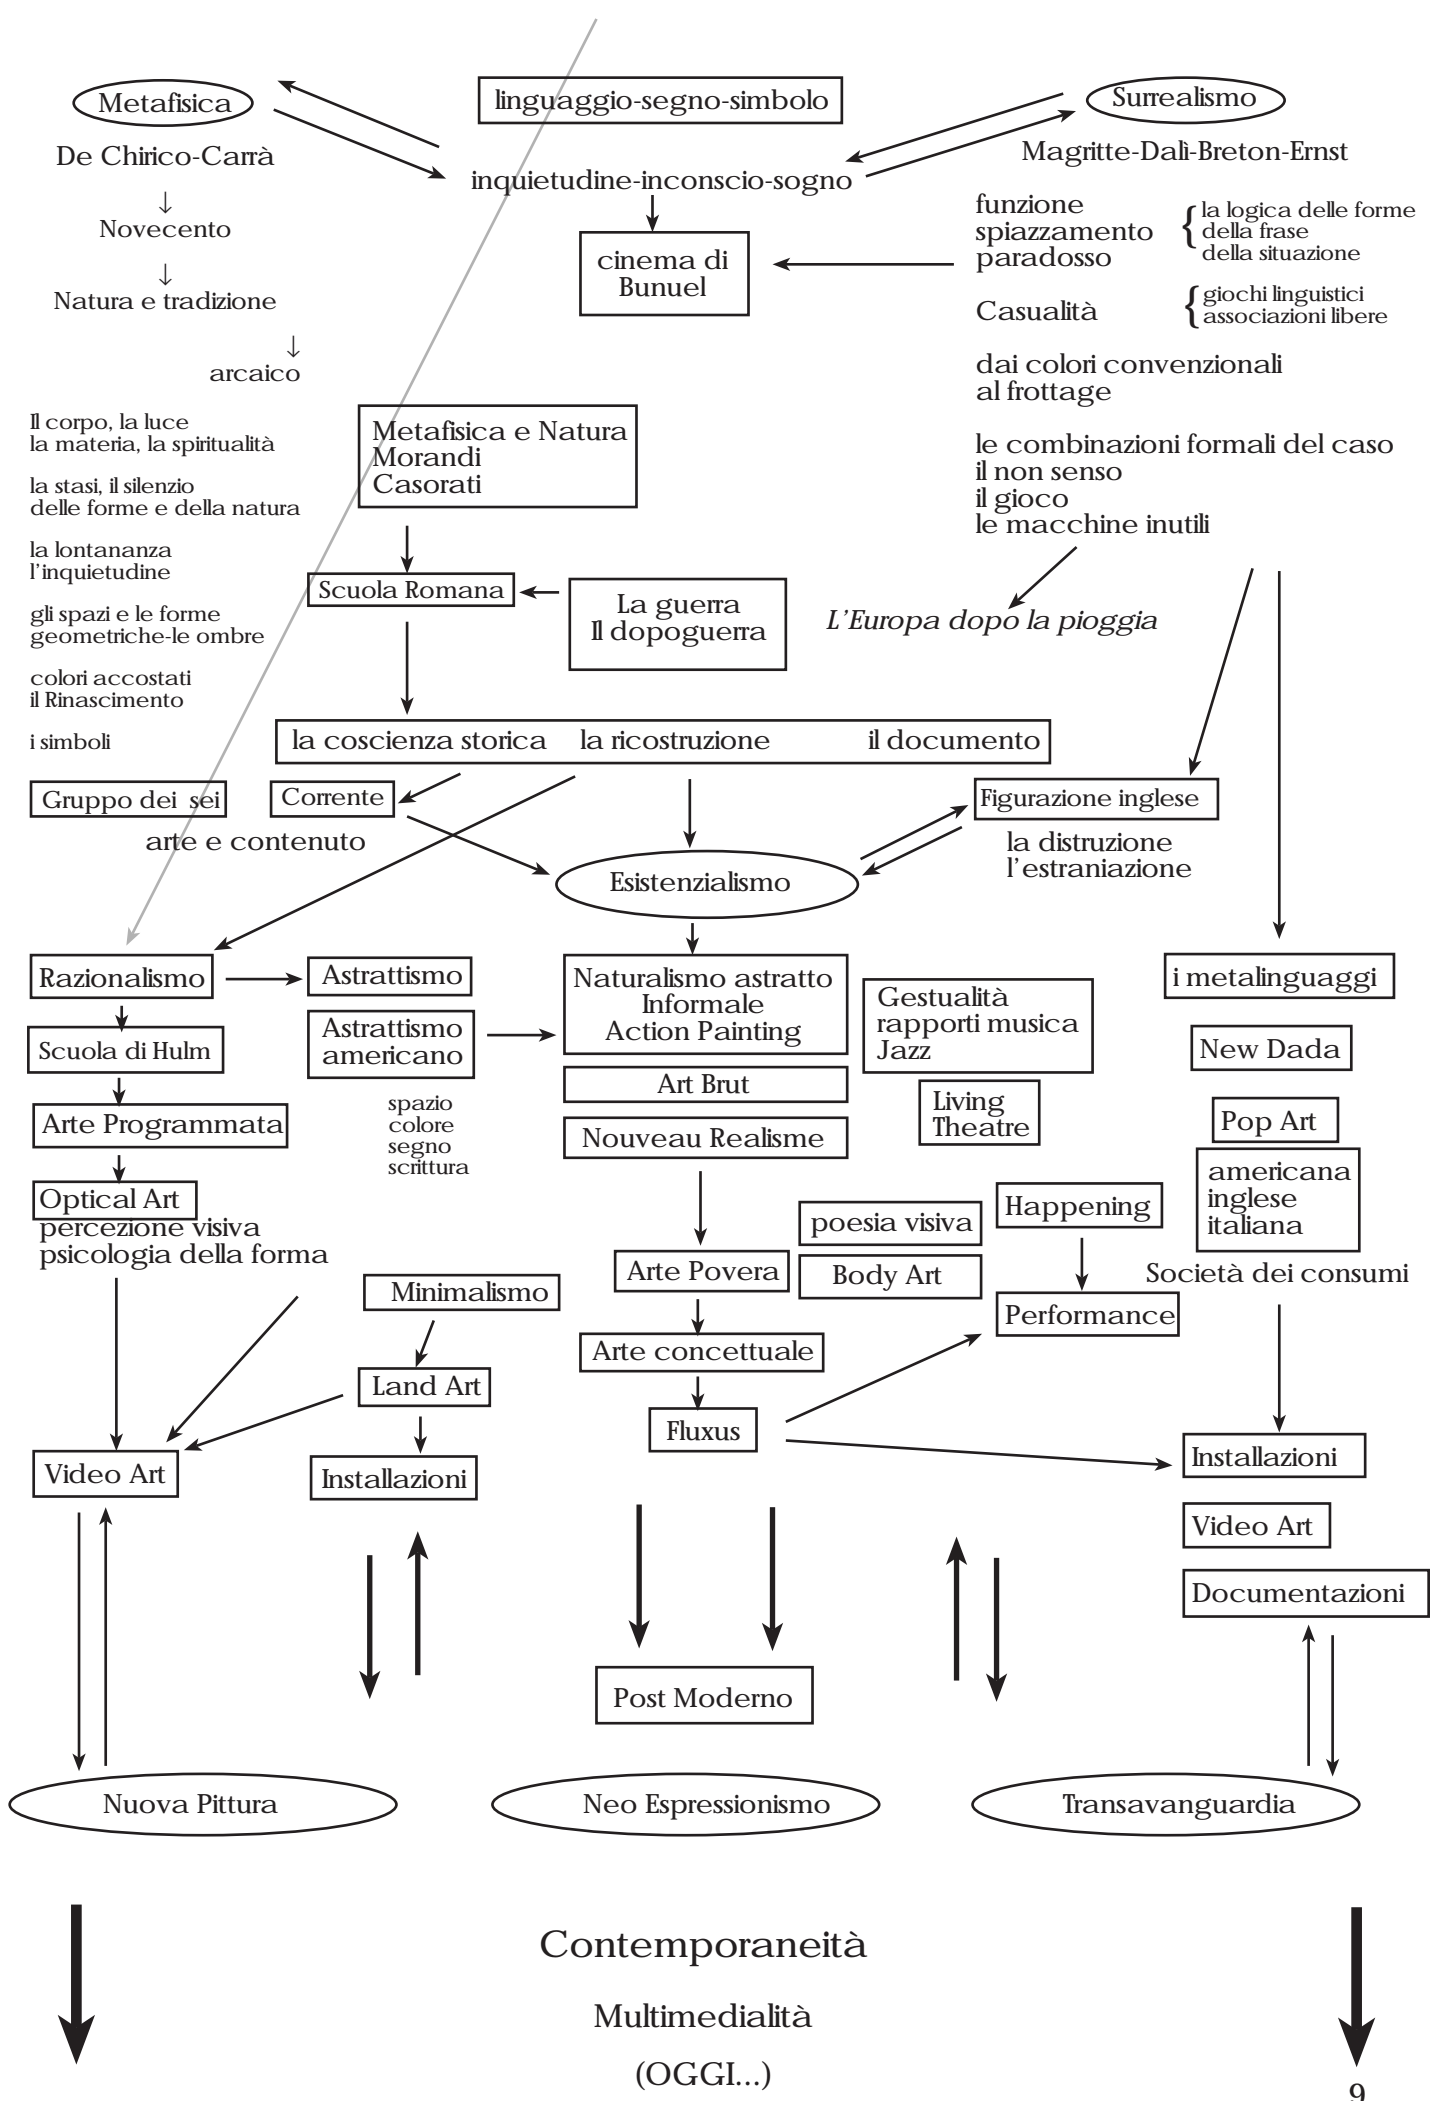 Metafisica
linguaggio-segno-simbolo
Surrealismo
De Chirico-Carrà
inquietudine-inconscio-sogno
Magritte-Dalì-Breton-Ernst
Novecento
Natura e tradizione
arcaico
cinema di
Bunuel
funzione
spiazzamento
paradosso
{ la logica delle forme
della frase
della situazione
Casualità
{ giochi linguistici
associazioni libere
dai colori convenzionali
al frottage
Il corpo, la luce
la materia, la spiritualità
la stasi, il silenzio
delle forme e della natura
la lontananza
l'inquietudine
gli spazi e le forme
geometriche-le ombre
colori accostati
il Rinascimento
i simboli
Metafisica e Natura
Morandi
Casorati
le combinazioni formali del caso
il non senso
il gioco
le macchine inutili
Scuola Romana
La guerra
Il dopoguerra
L'Europa dopo la pioggia
la coscienza storica la ricostruzione il documento
Gruppo dei sei
Corrente
arte e contenuto
Figurazione inglese
la distruzione
l'estraniazione
Esistenzialismo
Razionalismo
Astrattismo
Scuola di Hulm
Astrattismo
americano
Arte Programmata
spazio
colore
segno
scrittura
Optical Art
percezione visiva
psicologia della forma
Naturalismo astratto
Informale
Action Painting
Art Brut
Nouveau Realisme
Gestualità
rapporti musica
Jazz
Living
Theatre
i metalinguaggi
New Dada
Pop Art
americana
inglese
italiana
Società dei consumi
poesia visiva
Happening
Arte Povera
Body Art
Performance
Minimalismo
Arte concettuale
Land Art
Fluxus
Video Art
Installazioni
Installazioni
Video Art
Documentazioni
Post Moderno
Nuova Pittura
Neo Espressionismo
Transavanguardia
Contemporaneità
Multimedialità
(OGGI...)
9